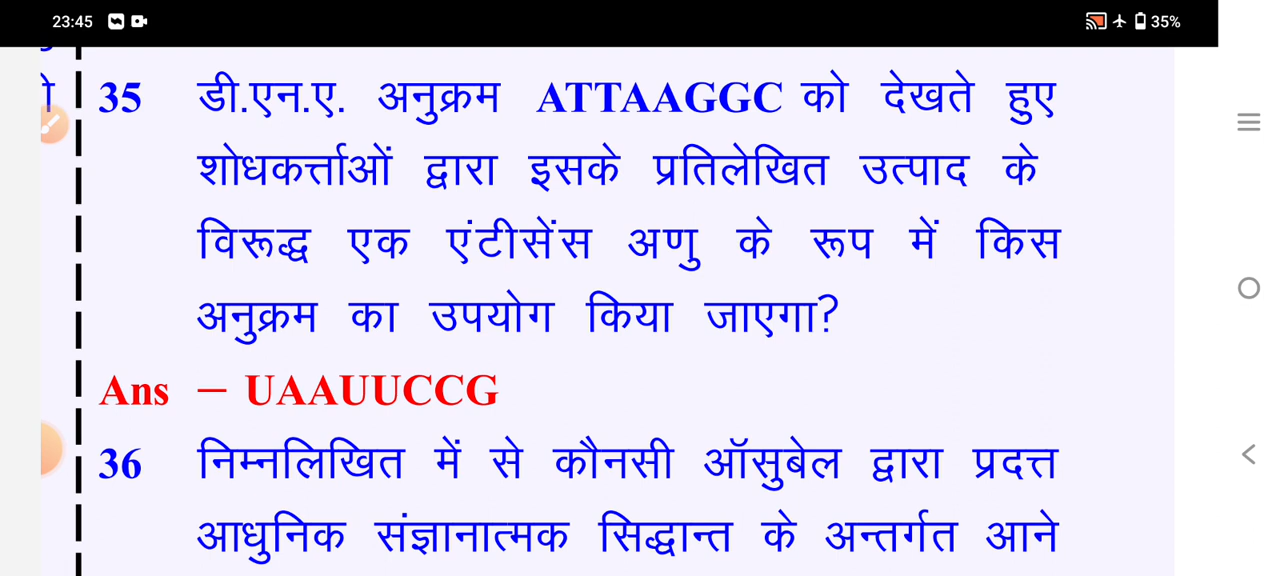 23:45 35%
35 डी.एन.ए. अनुक्रम ATTAAGGC को देखते हुए
शोधकर्त्ताओं द्वारा इसके प्रतिलेखित उत्पाद के
विरूद्ध एक एंटीसेंस अणु के रूप में किस
अनुक्रम का उपयोग किया जाएगा?
Ans – UAAUUCCG
36 निम्नलिखित में से कौनसी ऑसुबेल द्वारा प्रदत्त
आधुनिक संज्ञानात्मक सिद्धान्त के अन्तर्गत आने